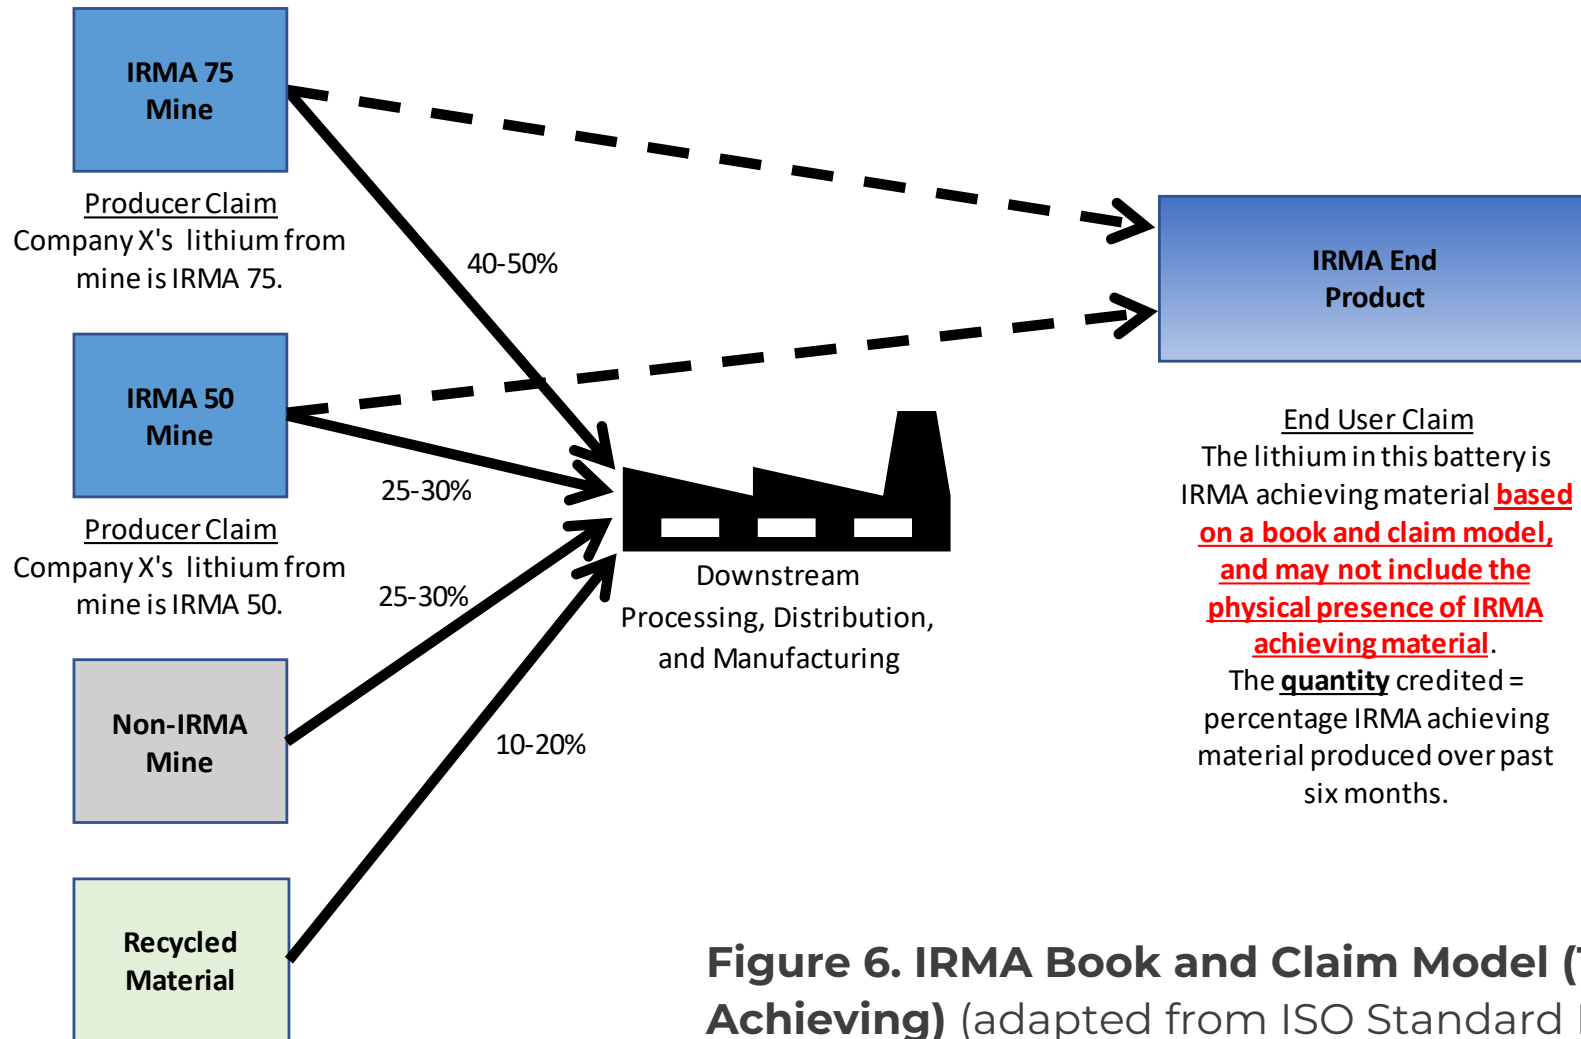 IRMA 75
Mine
Producer Claim
Company X's lithium from
mine is IRMA 75.
40-50%
IRMA 50
Mine
Producer Claim
Company X's lithium from
mine is IRMA 50.
25-30%
25-30%
Non-IRMA
Mine
10-20%
Recycled
Material
Downstream
Processing, Distribution,
and Manufacturing
IRMA End
Product
End User Claim
The lithium in this battery is
IRMA achieving material based
on a book and claim model,
and may not include the
physical presence of IRMA
achieving material.
The quantity credited =
percentage IRMA achieving
material produced over past
six months.
Figure 6. IRMA Book and Claim Model (
Achieving) (adapted from ISO Standard